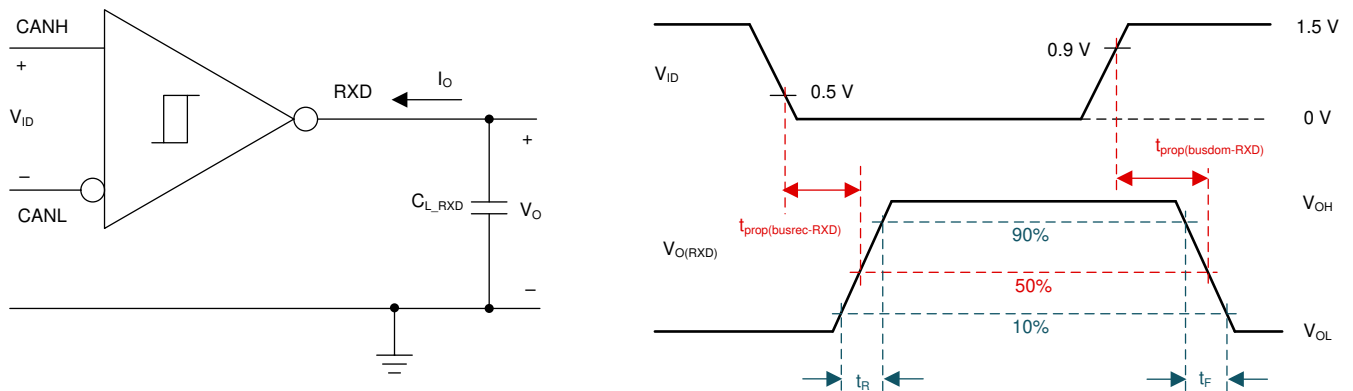 CANH
+
V_ID
–
CANL
RXD
I_O
+
C_L_RXD
V_O
–
V_ID
0.5 V
0.9 V
1.5 V
0 V
t_prop(busrec-RXD)
t_prop(busdom-RXD)
V_O(RXD)
90%
50%
10%
V_OH
V_OL
t_R
t_F